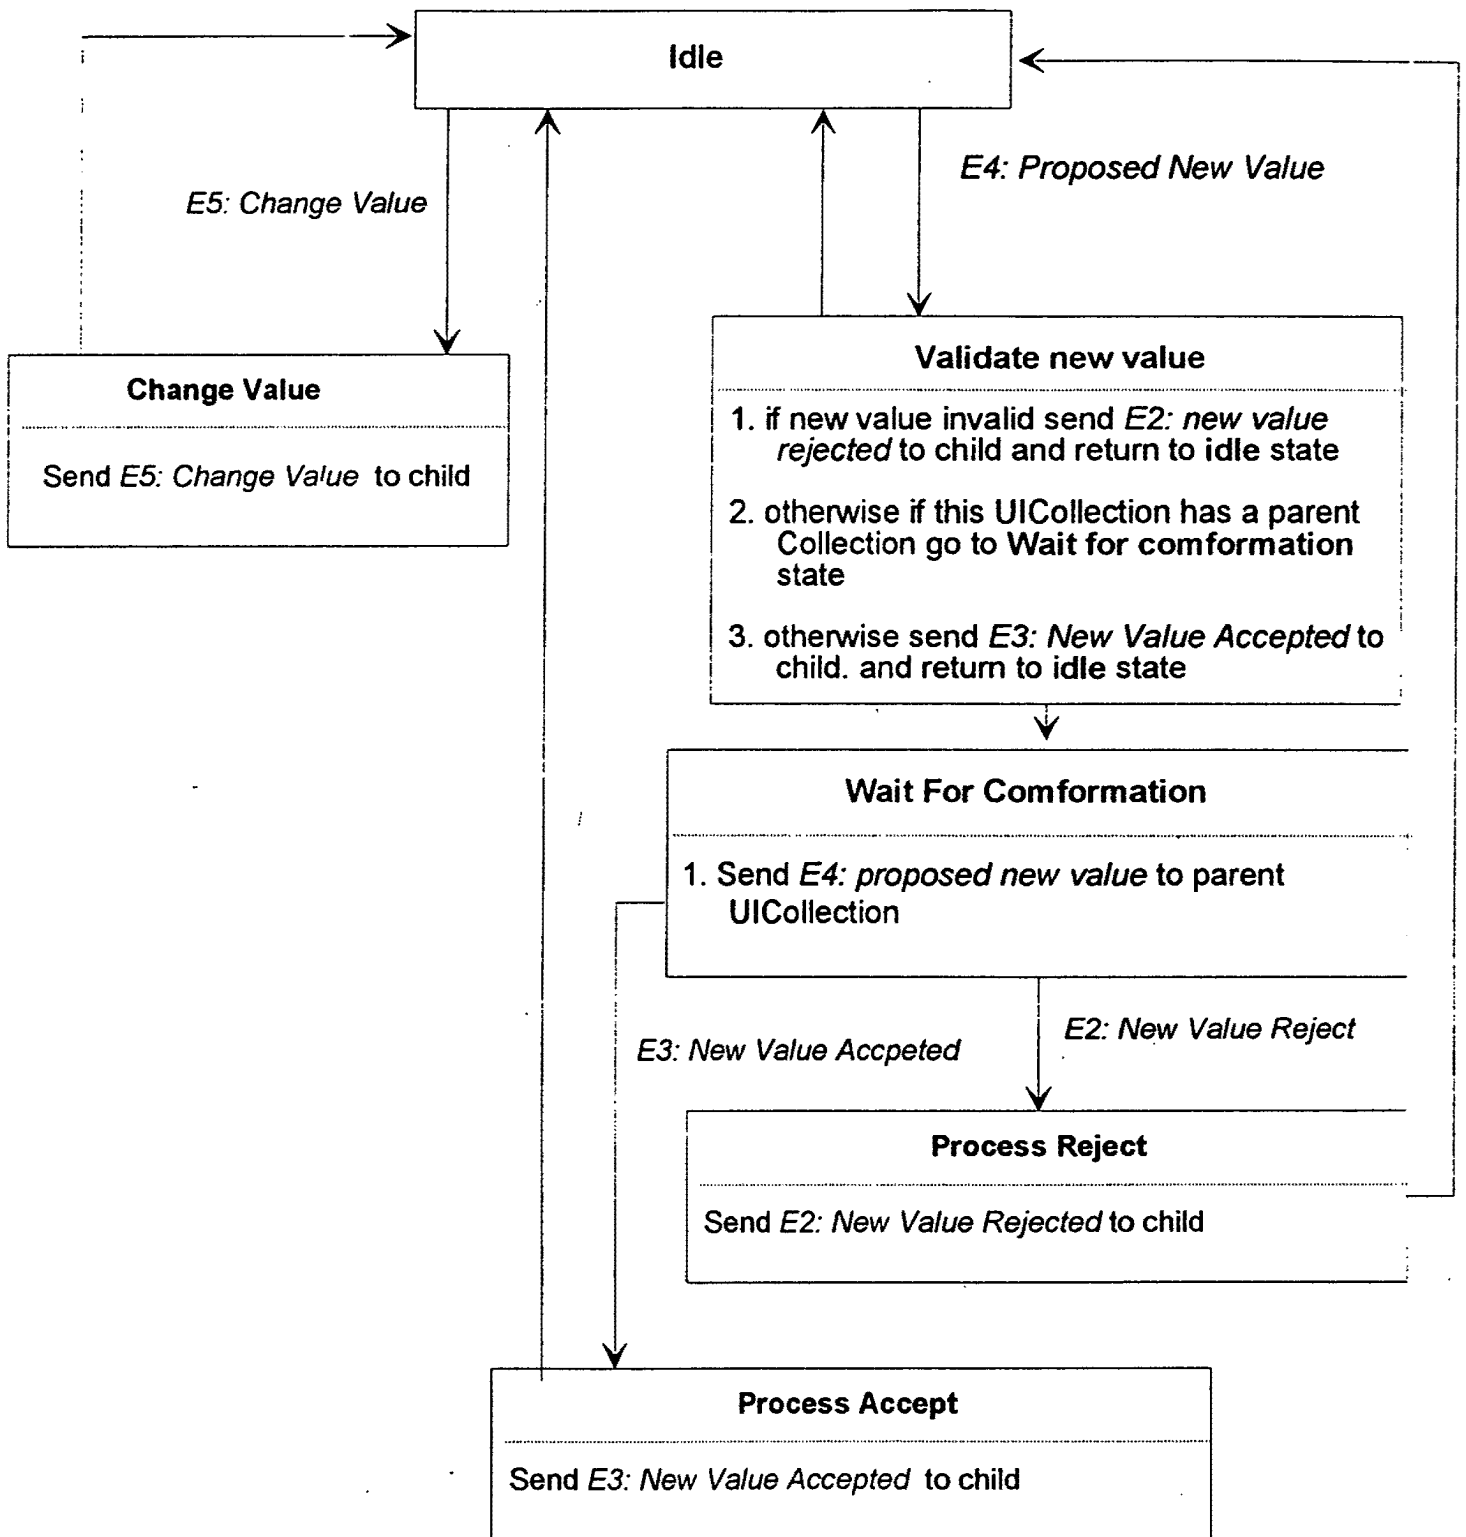 Idle
E5: Change Value
E4: Proposed New Value
Change Value
Send E5: Change Value to child
Validate new value
1. if new value invalid send E2: new value
rejected to child and return to idle state
2. otherwise if this UICollection has a parent
Collection go to Wait for comformation
state
3. otherwise send E3: New Value Accepted to
child. and return to idle state
Wait For Comformation
1. Send E4: proposed new value to parent
UICollection
E3: New Value Accpeted
E2: New Value Reject
Process Reject
Send E2: New Value Rejected to child
Process Accept
Send E3: New Value Accepted to child